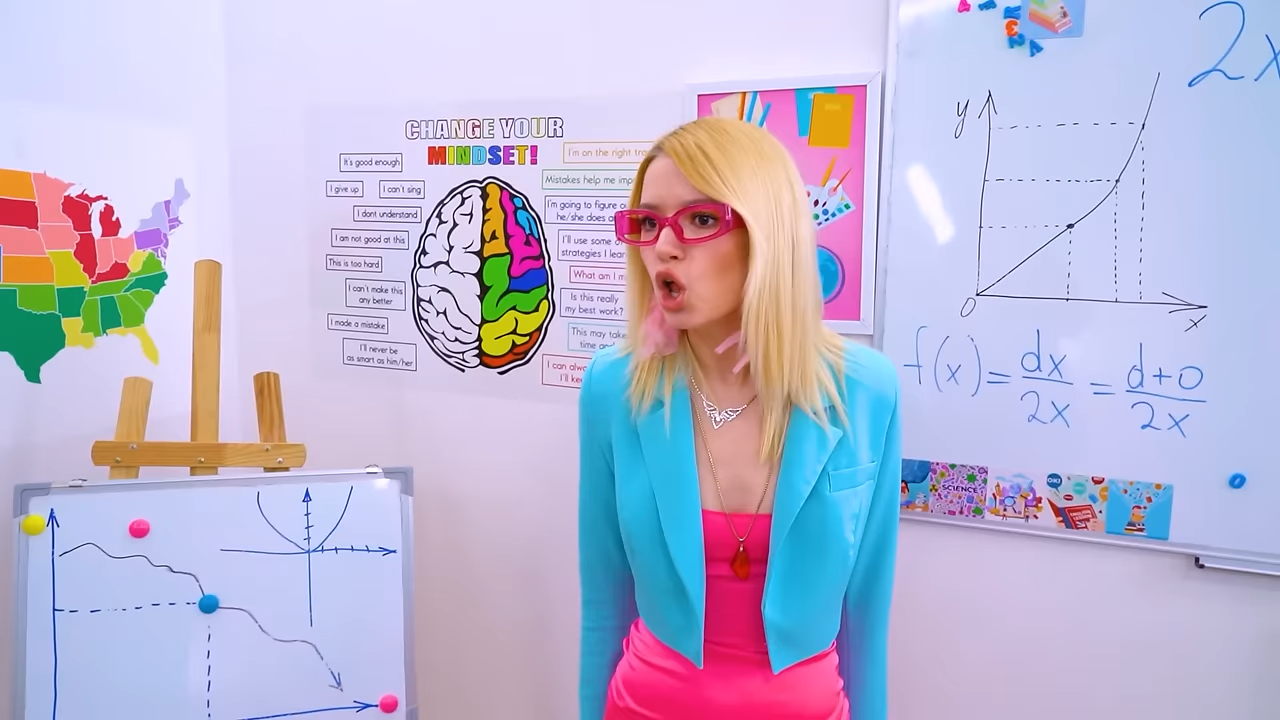 CHANGE YOUR
MINDSET!
It's good enough
I give up
I can't sing
I dont understand
I am not good at this
This is too hard
I can't make this
any better
I made a mistake
I'll never be
as smart as him/her
I'm on the right
Mistakes help me
I'm going to figure
he/she does
I'll use some
strategies I
What am I
Is this really
my best work?
This may take
time
I can
I'll
2x
y
0
x
f(x) = dx/2x = d+0/2x
SCIENCE
OK!
ENGLISH